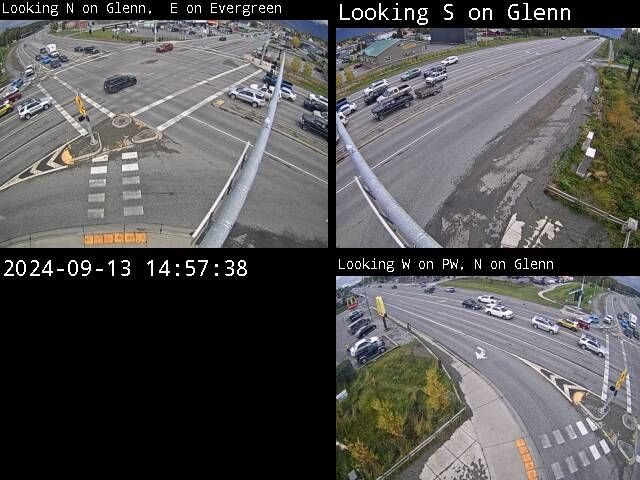 Looking N on Glenn,  E on Evergreen
Looking S on Glenn
2024-09-13 14:57:38
Looking W on PW, N on Glenn